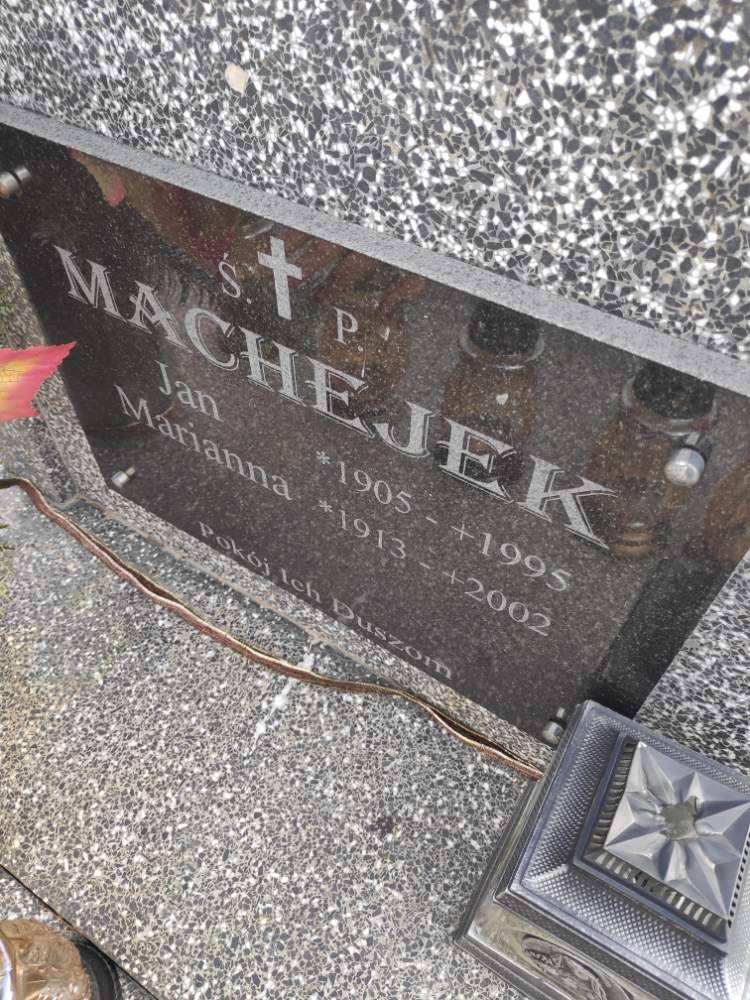 Ś. P.
MACHEJEK
Jan *1905 - +1995
Marianna *1913 - +2002
Pokój Ich Duszom